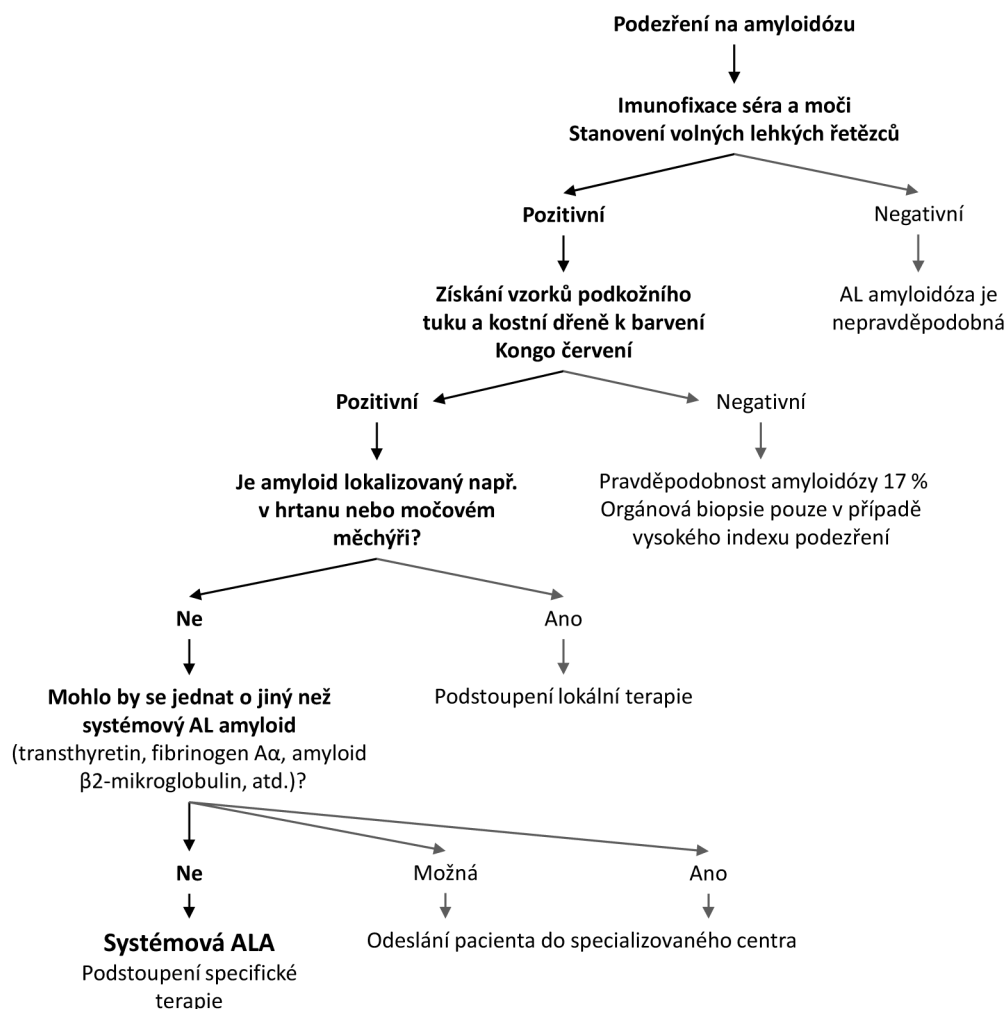 Podezření na amyloidózu
Imunofixace séra a moči
Stanovení volných lehkých řetězců
Pozitivní
Negativní
Získání vzorků podkožního
tuku a kostní dřeně k barvení
Kongo červení
AL amyloidóza je
nepravděpodobná
Pozitivní
Negativní
Je amyloid lokalizovaný např.
v hrtanu nebo močovém
měchýři?
Pravděpodobnost amyloidózy 17 %
Orgánová biopsie pouze v případě
vysokého indexu podezření
Ne
Ano
Mohlo by se jednat o jiný než
systémový AL amyloid
(transthyretin, fibrinogen Aα, amyloid
β2-mikroglobulin, atd.)?
Podstoupení lokální terapie
Ne
Možná
Ano
Systémová ALA
Podstoupení specifické
terapie
Odeslání pacienta do specializovaného centra